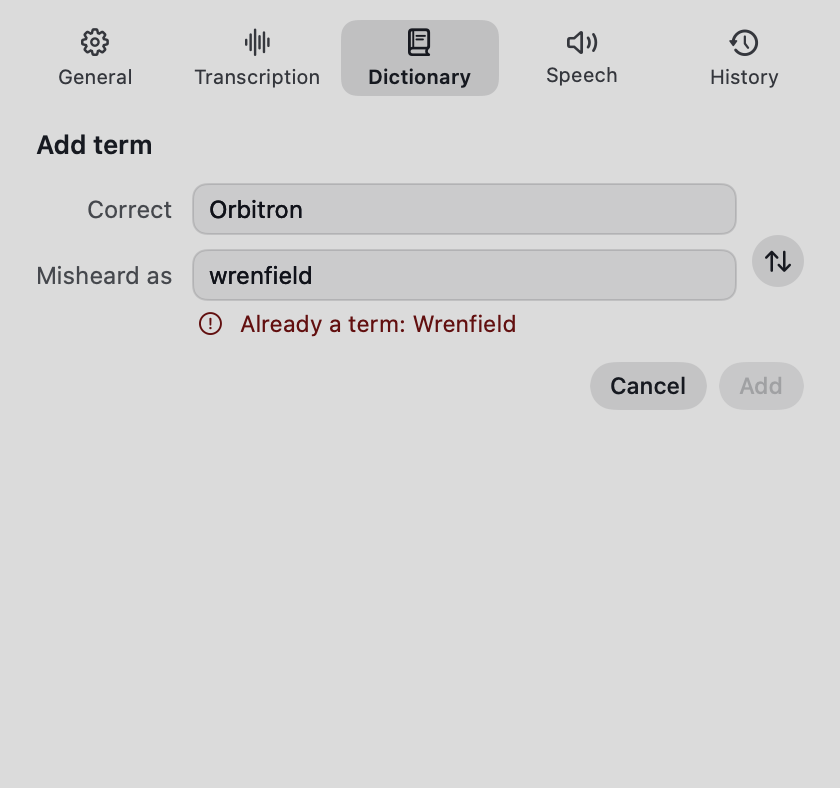 General Transcription Dictionary Speech History
Add term
Correct Orbitron
Misheard as wrenfield
Already a term: Wrenfield
Cancel Add